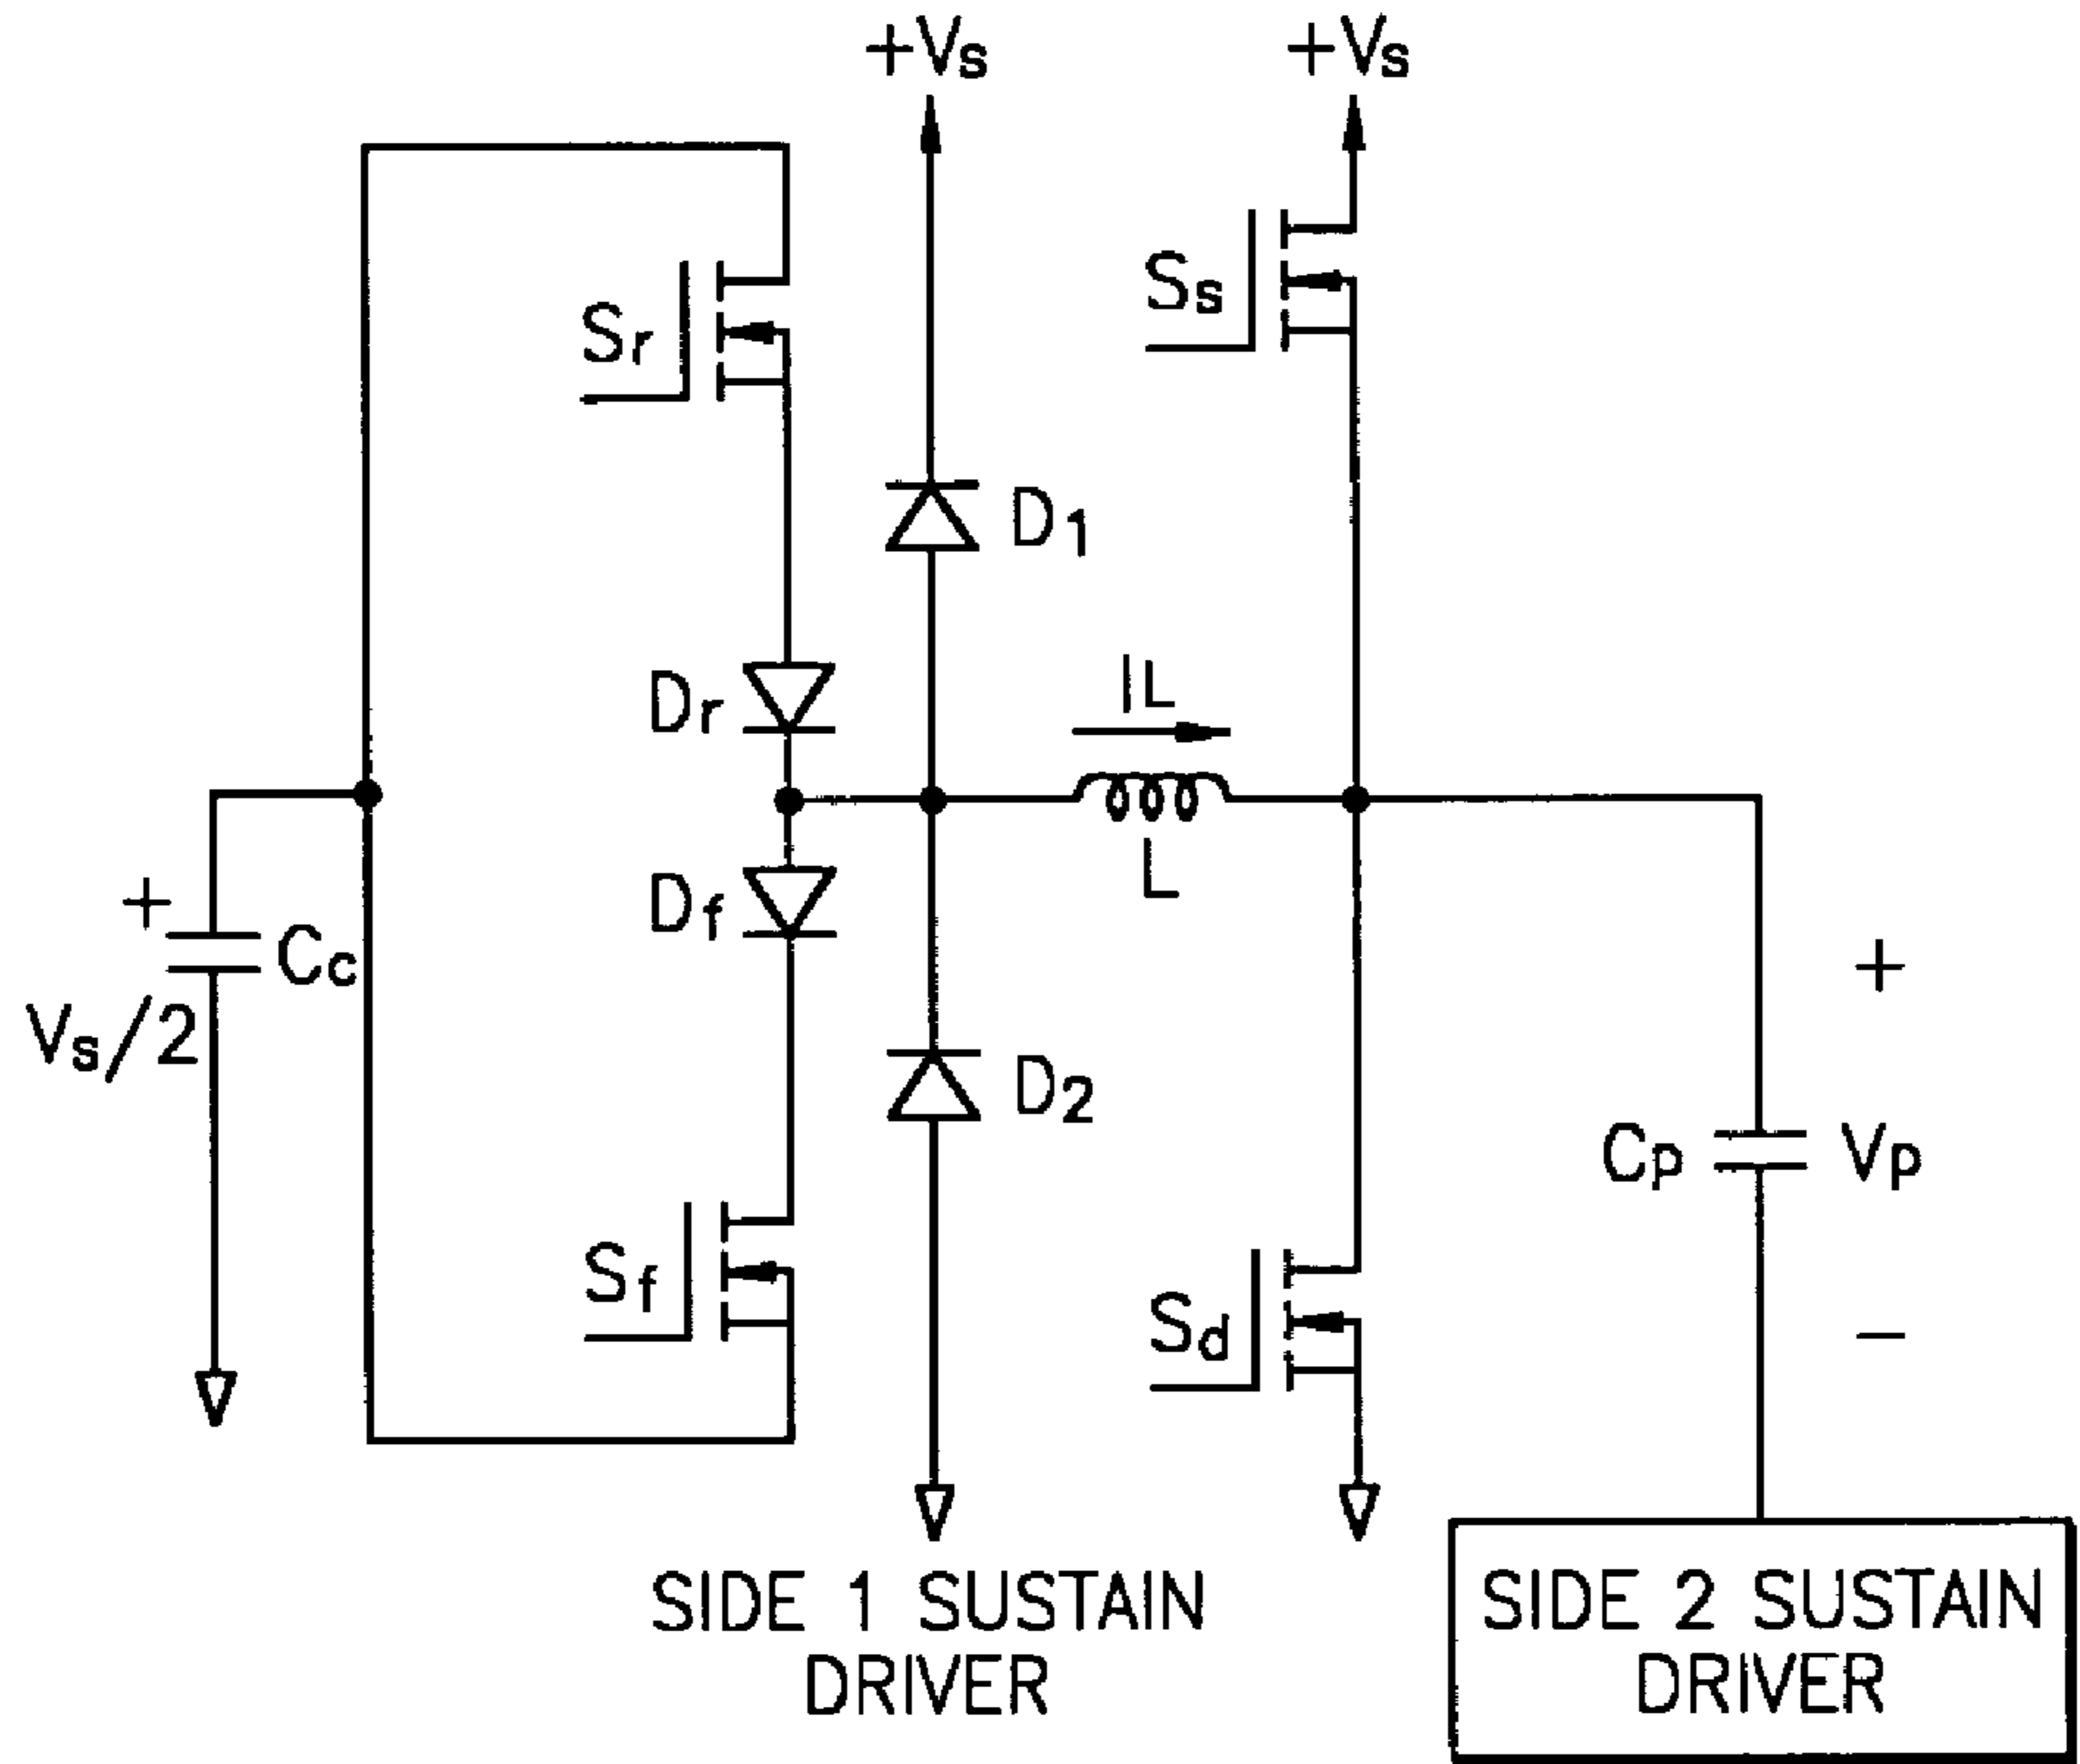 +Vs
+Vs
Ss
Sr
D1
IL
Dr
L
Df
+
Cc
+
Vs/2
D2
Cp
Vp
Sf
Sd
−
SIDE 1 SUSTAIN
DRIVER
SIDE 2 SUSTAIN
DRIVER